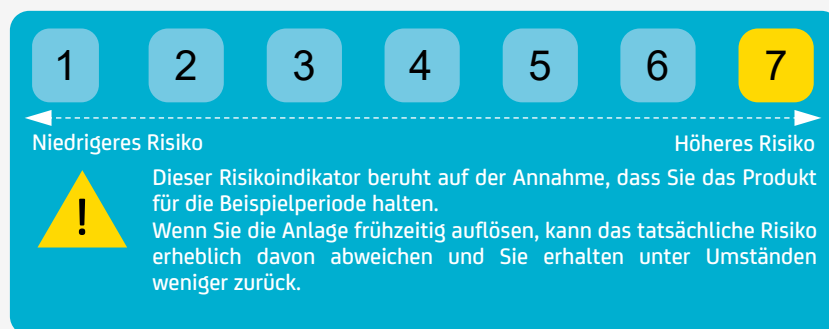 1 2 3 4 5 6 7
Niedrigeres Risiko Höheres Risiko
Dieser Risikoindikator beruht auf der Annahme, dass Sie das Produkt
für die Beispielperiode halten.
!
Wenn Sie die Anlage frühzeitig auflösen, kann das tatsächliche Risiko
erheblich davon abweichen und Sie erhalten unter Umständen
weniger zurück.